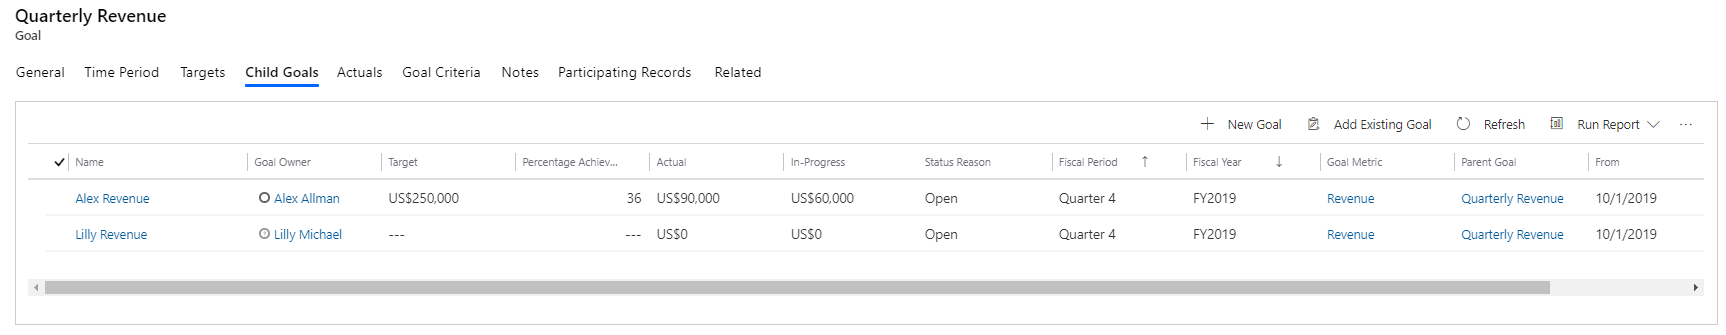 Quarterly Revenue
Goal
General Time Period Targets Child Goals Actuals Goal Criteria Notes Participating Records Related
New Goal Add Existing Goal Refresh Run Report ···
Name Goal Owner Target Percentage Achiev... Actual In-Progress Status Reason Fiscal Period ↑ Fiscal Year ↓ Goal Metric Parent Goal From
Alex Revenue Alex Allman US$250,000 36 US$90,000 US$60,000 Open Quarter 4 FY2019 Revenue Quarterly Revenue 10/1/2019
Lilly Revenue Lilly Michael --- --- US$0 US$0 Open Quarter 4 FY2019 Revenue Quarterly Revenue 10/1/2019